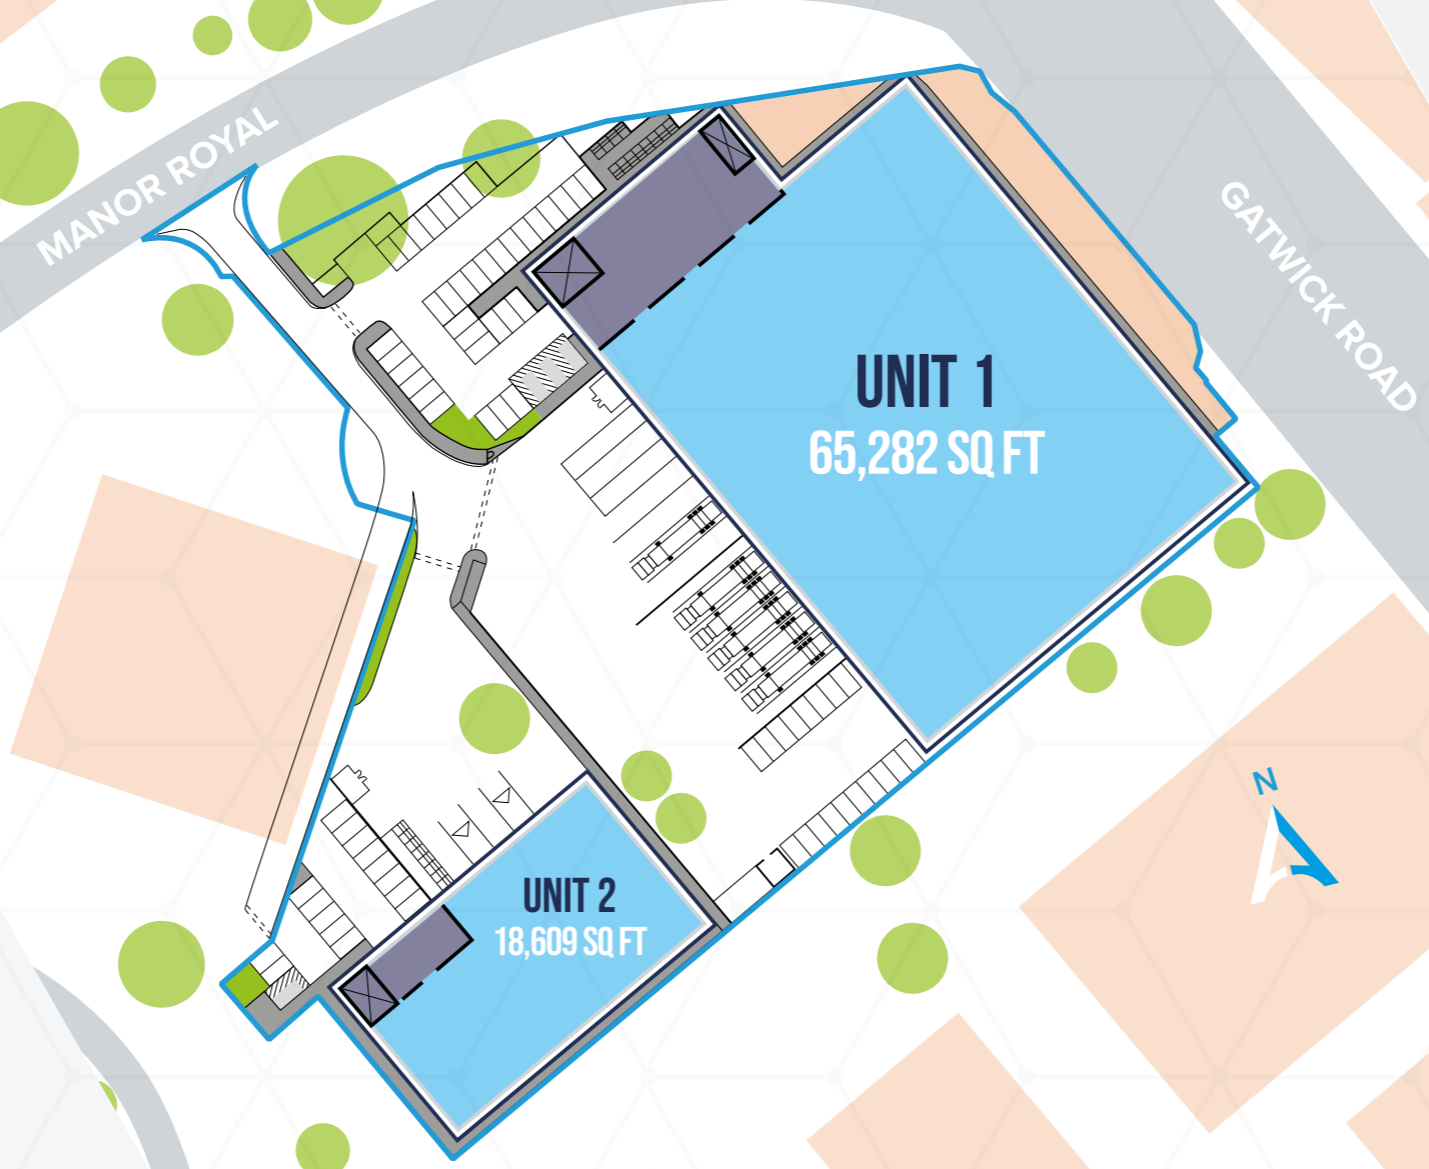 MANOR ROYAL
GATWICK ROAD
UNIT 1
65,282 SQ FT
N
UNIT 2
18,609 SQ FT